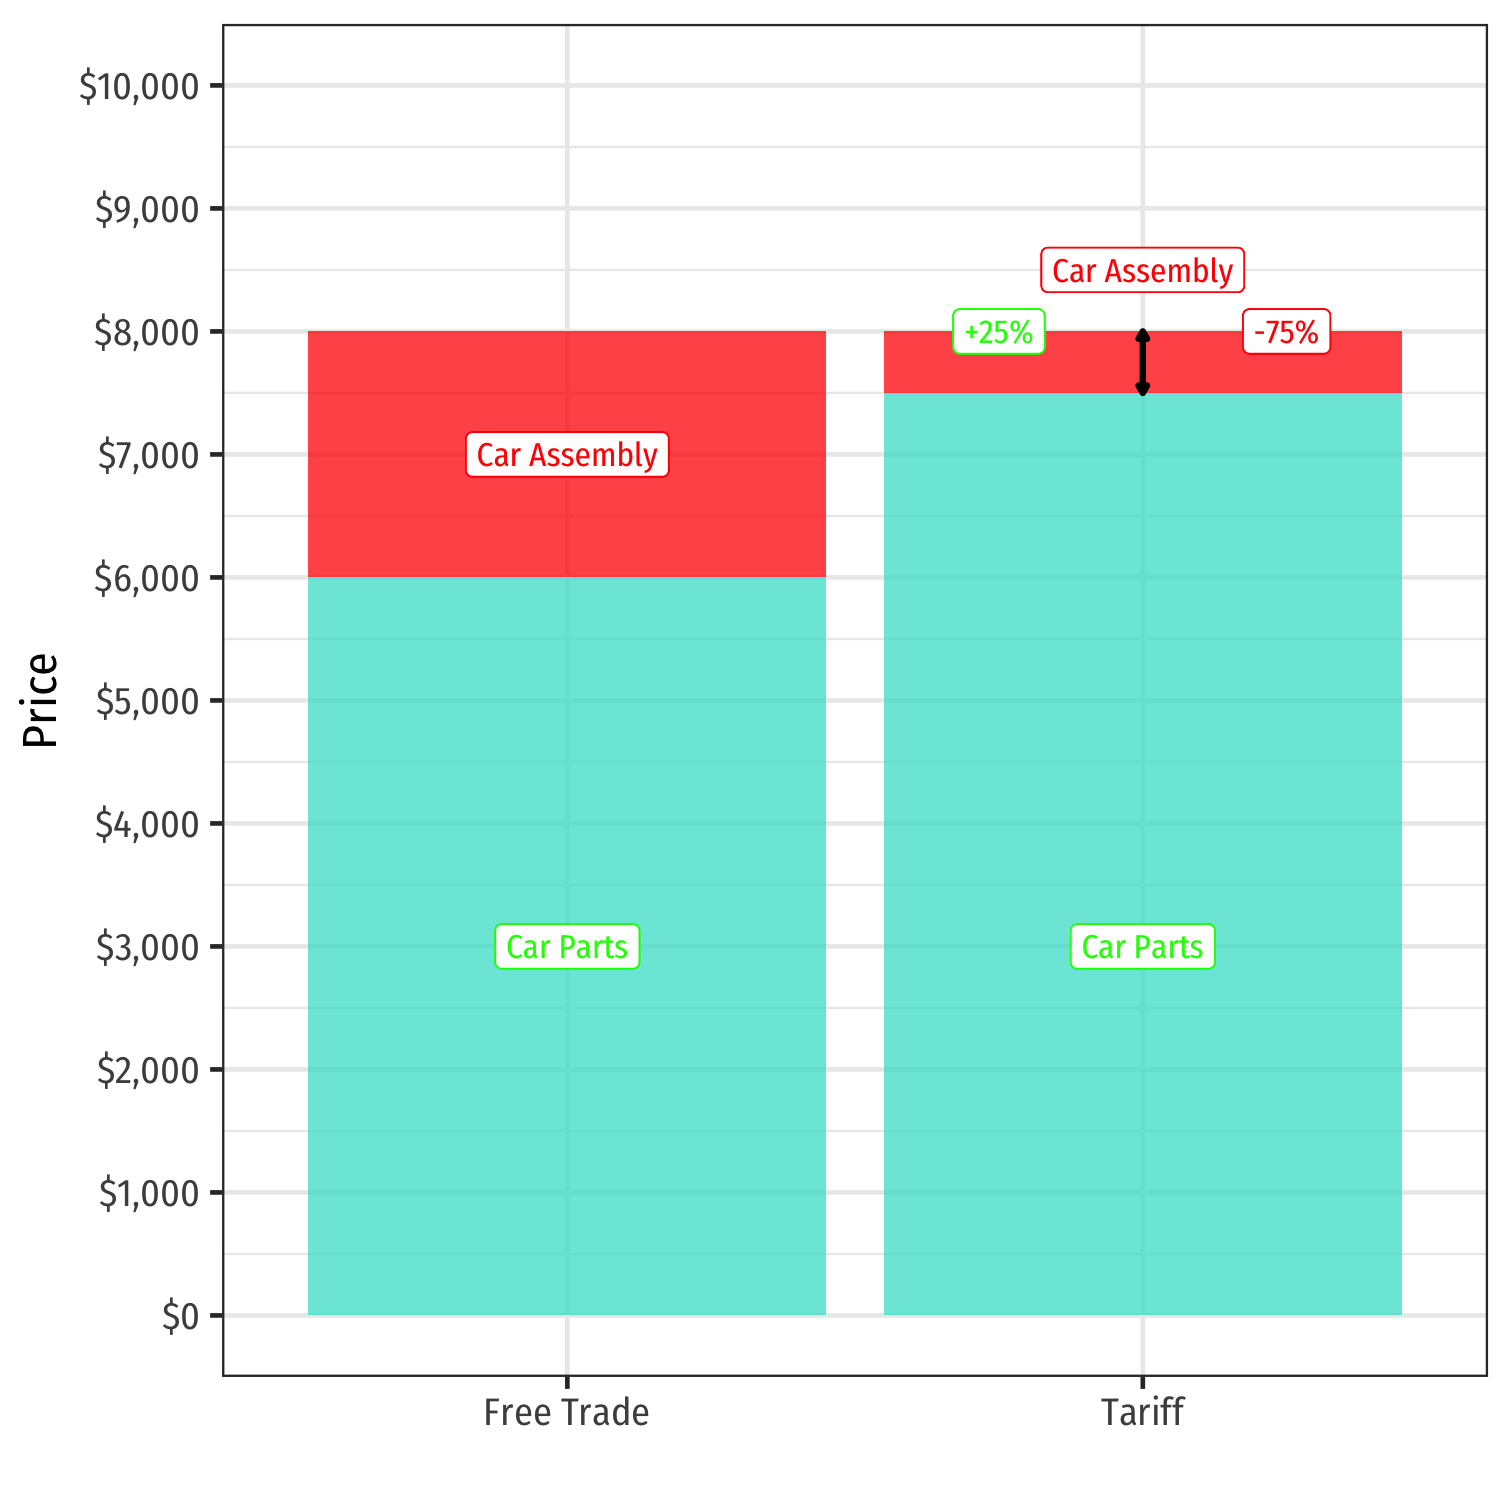 $10,000
$9,000
$8,000
$7,000
$6,000
$5,000
$4,000
$3,000
$2,000
$1,000
$0
Price
Car Assembly
Car Parts
Car Assembly
+25%
-75%
Car Parts
Free Trade
Tariff